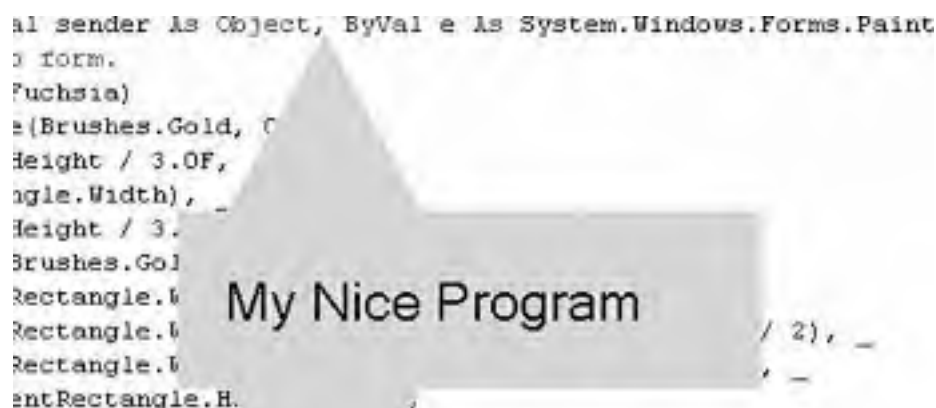 al sender As Object, ByVal e As System.Windows.Forms.Paint
o form.
Fuchsia)
e(Brushes.Gold,
Height / 3.0F,
ngle.Width), _
Height / 3.
Brushes.Gol
Rectangle.W
My Nice Program
Rectangle.W / 2), _
Rectangle.W , _
entRectangle.H. ,